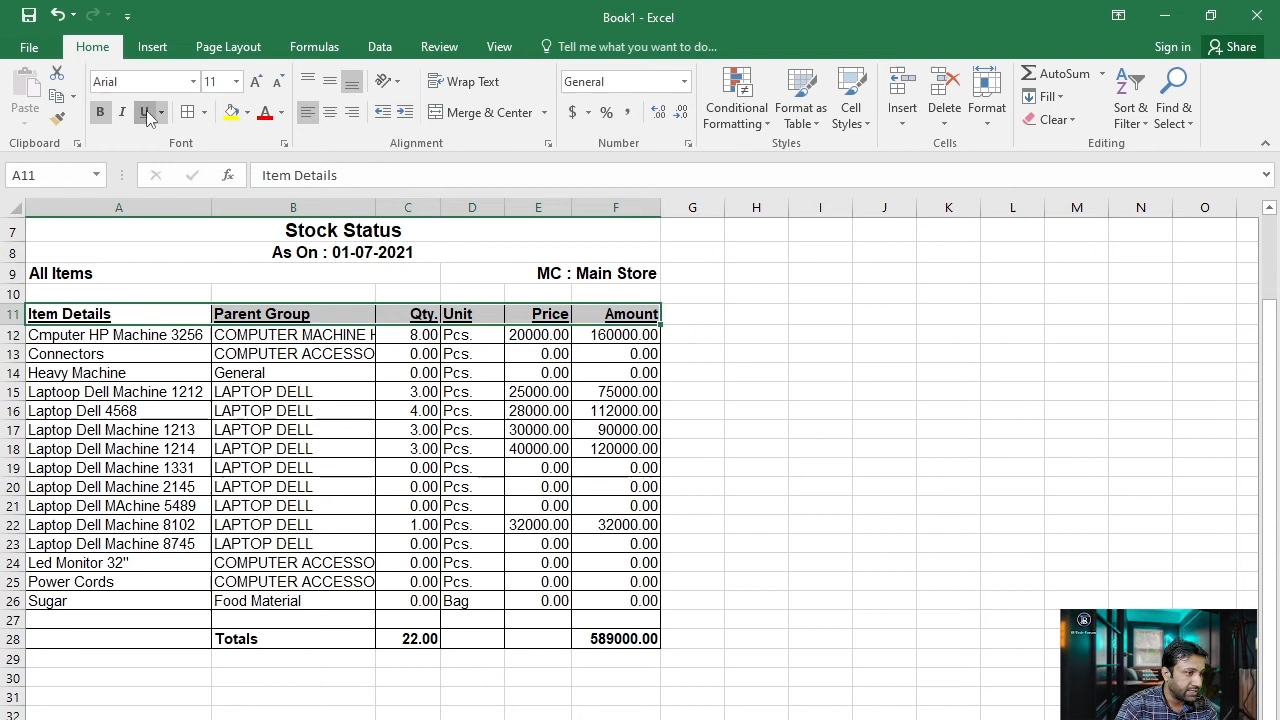 Book1 - Excel
File Home Insert Page Layout Formulas Data Review View Tell me what you want to do... Sign in Share
Paste Arial 11 Wrap Text General Conditional Formatting Format as Table Cell Styles Insert Delete Format AutoSum Sort & Filter Find & Select
B I U Merge & Center $ % , Fill
Clear
Clipboard Font Alignment Number Styles Cells Editing
A11 fx Item Details
A B C D E F G H I J K L M N O
7 Stock Status
8 As On : 01-07-2021
9 All Items MC : Main Store
10
11 Item Details Parent Group Qty. Unit Price Amount
12 Cmputer HP Machine 3256 COMPUTER MACHINE 8.00 Pcs. 20000.00 160000.00
13 Connectors COMPUTER ACCESSO 0.00 Pcs. 0.00 0.00
14 Heavy Machine General 0.00 Pcs. 0.00 0.00
15 Laptoop Dell Machine 1212 LAPTOP DELL 3.00 Pcs. 25000.00 75000.00
16 Laptop Dell 4568 LAPTOP DELL 4.00 Pcs. 28000.00 112000.00
17 Laptop Dell Machine 1213 LAPTOP DELL 3.00 Pcs. 30000.00 90000.00
18 Laptop Dell Machine 1214 LAPTOP DELL 3.00 Pcs. 40000.00 120000.00
19 Laptop Dell Machine 1331 LAPTOP DELL 0.00 Pcs. 0.00 0.00
20 Laptop Dell Machine 2145 LAPTOP DELL 0.00 Pcs. 0.00 0.00
21 Laptop Dell MAchine 5489 LAPTOP DELL 0.00 Pcs. 0.00 0.00
22 Laptop Dell Machine 8102 LAPTOP DELL 1.00 Pcs. 32000.00 32000.00
23 Laptop Dell Machine 8745 LAPTOP DELL 0.00 Pcs. 0.00 0.00
24 Led Monitor 32" COMPUTER ACCESSO 0.00 Pcs. 0.00 0.00
25 Power Cords COMPUTER ACCESSO 0.00 Pcs. 0.00 0.00
26 Sugar Food Material 0.00 Bag 0.00 0.00
27
28 Totals 22.00 589000.00
29
30
31
32